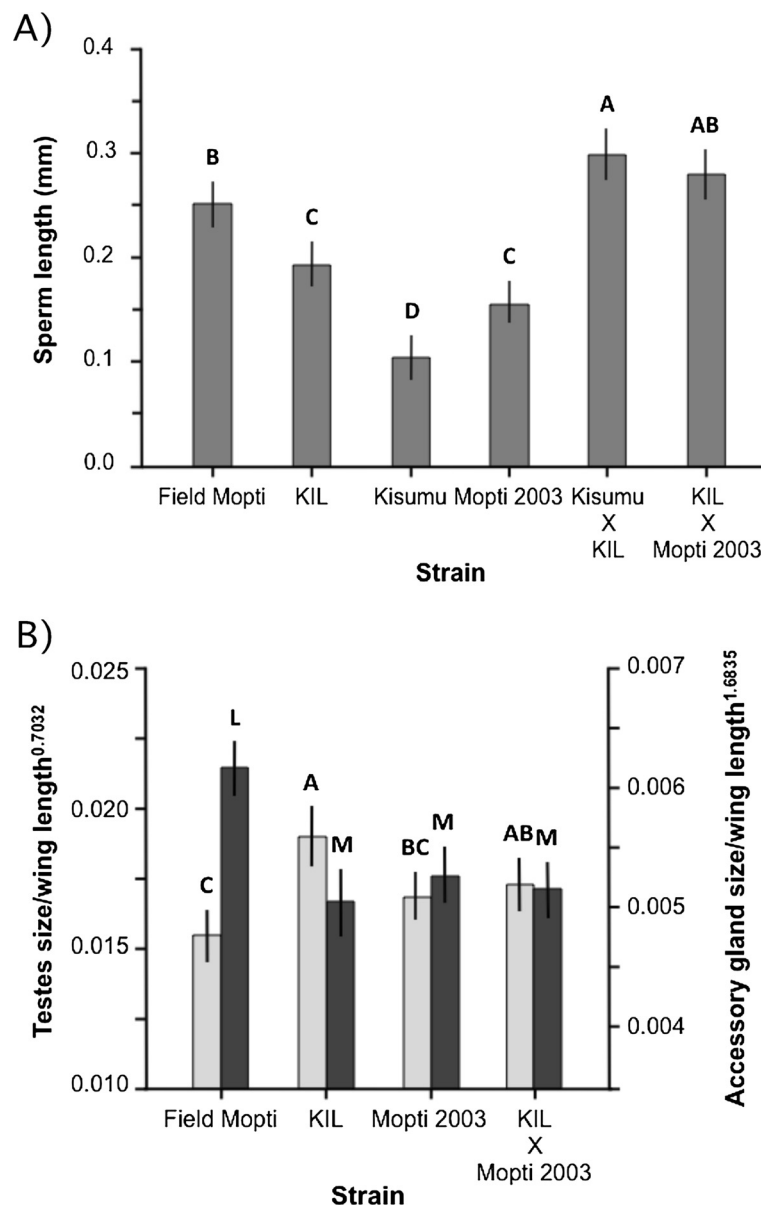 A)
Sperm length (mm)
0.4
0.3
0.2
0.1
0.0
B
C
D
C
A
AB
Field Mopti KIL Kisumu Mopti 2003 Kisumu KIL
X X
KIL Mopti 2003
Strain
B)
Testes size/wing length0.7032
0.025
0.020
0.015
0.010
C
L
A
M
BC
M
AB
M
0.007
0.006
0.005
0.004
Accessory gland size/wing length1.6835
Field Mopti KIL Mopti 2003 KIL
X
Mopti 2003
Strain